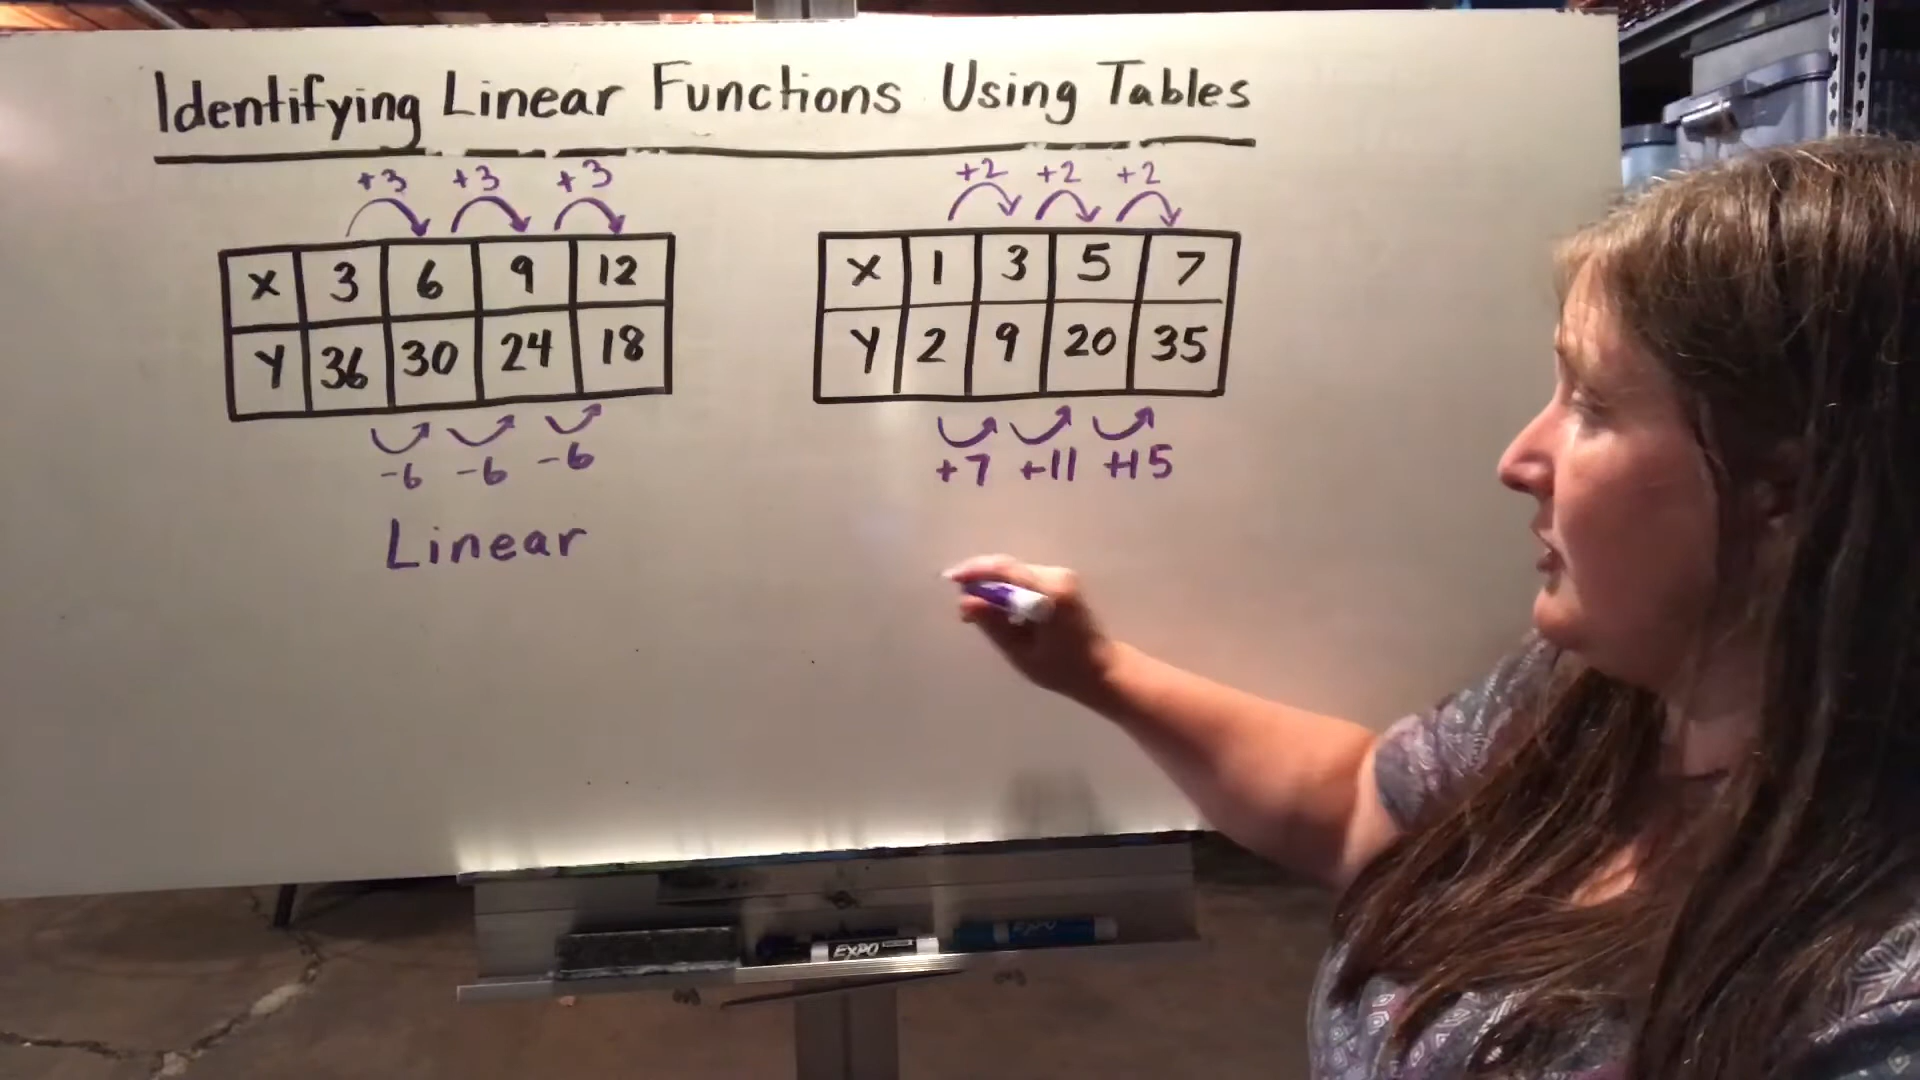 Identifying Linear Functions Using Tables
+3 +3 +3
X 3 6 9 12
Y 36 30 24 18
-6 -6 -6
Linear
+2 +2 +2
X 1 3 5 7
Y 2 9 20 35
+7 +11 +15
EXPO
EXPO